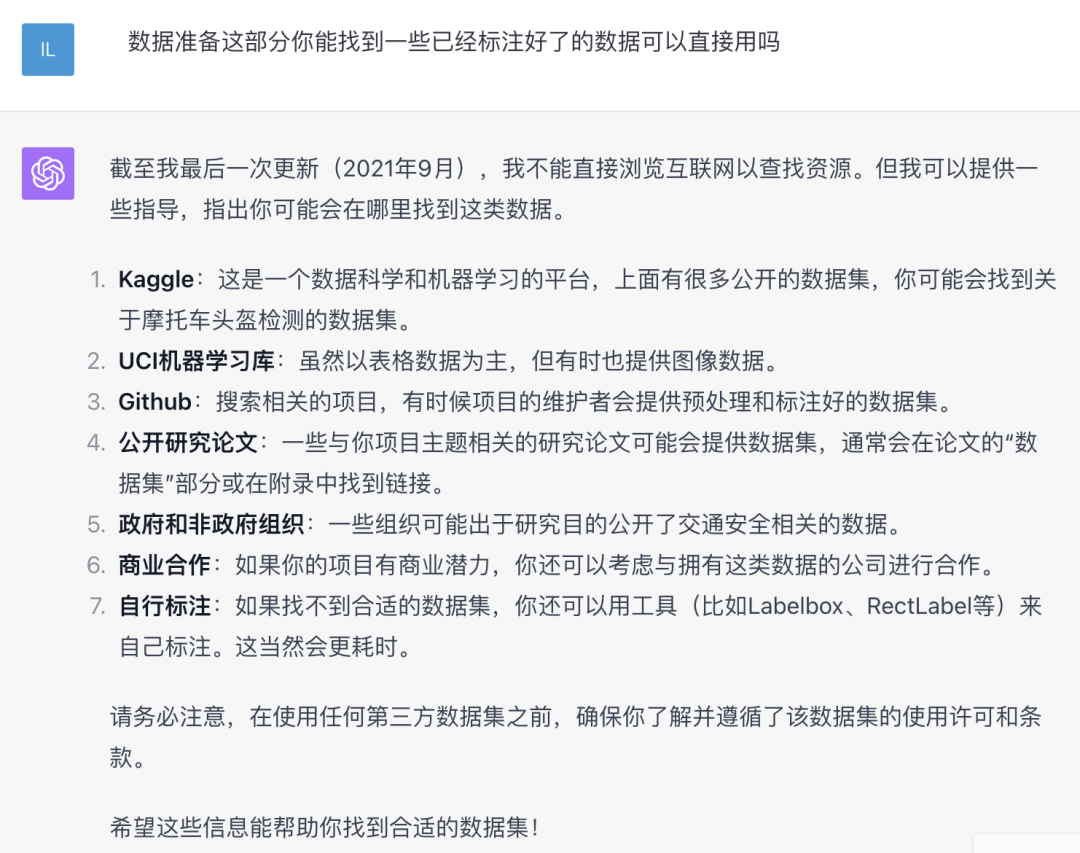 IL
数据准备这部分你能找到一些已经标注好了的数据可以直接用吗
截至我最后一次更新（2021年9月），我不能直接浏览互联网以查找资源。但我可以提供一
些指导，指出你可能会在哪里找到这类数据。
1. Kaggle：这是一个数据科学和机器学习的平台，上面有很多公开的数据集，你可能会找到关
于摩托车头盔检测的数据集。
2. UCI机器学习库：虽然以表格数据为主，但有时也提供图像数据。
3. Github：搜索相关的项目，有时候项目的维护者会提供预处理和标注好的数据集。
4. 公开研究论文：一些与你项目主题相关的研究论文可能会提供数据集，通常会在论文的“数
据集”部分或在附录中找到链接。
5. 政府和非政府组织：一些组织可能出于研究目的公开了交通安全相关的数据。
6. 商业合作：如果你的项目有商业潜力，你还可以考虑与拥有这类数据的公司进行合作。
7. 自行标注：如果找不到合适的数据集，你还可以用工具（比如Labelbox、RectLabel等）来
自己标注。这当然会更耗时。
请务必注意，在使用任何第三方数据集之前，确保你了解并遵循了该数据集的使用许可和条
款。
希望这些信息能帮助你找到合适的数据集！